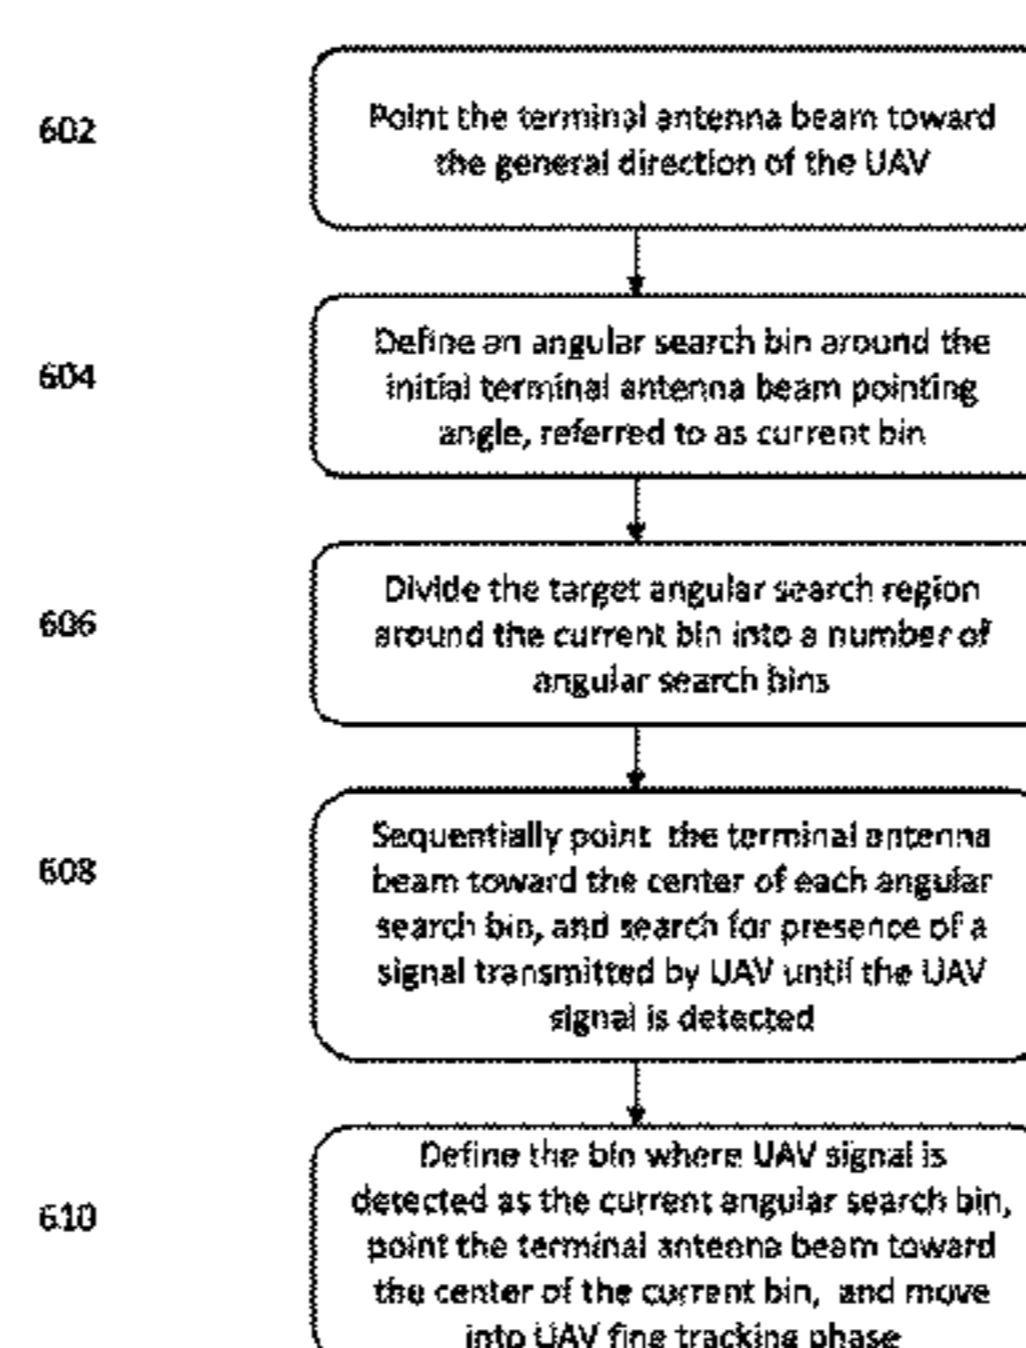 602
Point the terminal antenna beam toward
the general direction of the UAV
604
Define an angular search bin around the
initial terminal antenna beam pointing
angle, referred to as current bin
606
Divide the target angular search region
around the current bin into a number of
angular search bins
608
Sequentially point the terminal antenna
beam toward the center of each angular
search bin, and search for presence of a
signal transmitted by UAV until the UAV
signal is detected
610
Define the bin where UAV signal is
detected as the current angular search bin,
point the terminal antenna beam toward
the center of the current bin, and move
into UAV fine tracking phase